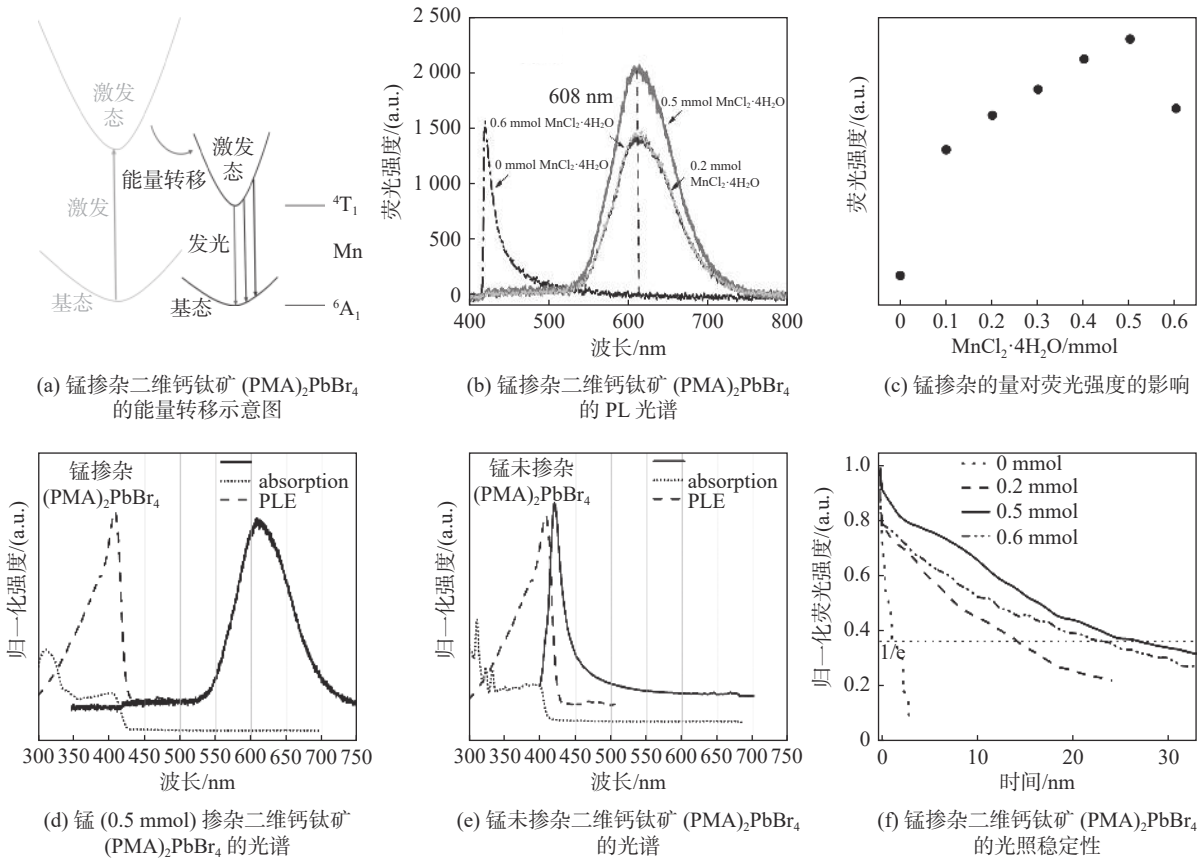 激发
态
激发
态
能量转移
激发
发光
基态
基态
⁴T₁
Mn
⁶A₁
(a) 锰掺杂二维钙钛矿 (PMA)₂PbBr₄
的能量转移示意图
荧光强度/(a.u.)
2 000
1 500
1 000
500
0
608 nm
0.5 mmol MnCl₂·4H₂O
0.6 mmol MnCl₂·4H₂O
0 mmol MnCl₂·4H₂O
0.2 mmol
MnCl₂·4H₂O
400 500 600 700 800
波长/nm
(b) 锰掺杂二维钙钛矿 (PMA)₂PbBr₄
的 PL 光谱
荧光强度/(a.u.)
0 0.1 0.2 0.3 0.4 0.5 0.6
MnCl₂·4H₂O/mmol
(c) 锰掺杂的量对荧光强度的影响
归一化强度/(a.u.)
锰掺杂
(PMA)₂PbBr₄
absorption
PLE
300 350 400 450 500 550 600 650 700 750
波长/nm
(d) 锰 (0.5 mmol) 掺杂二维钙钛矿
(PMA)₂PbBr₄ 的光谱
归一化强度/(a.u.)
锰未掺杂
(PMA)₂PbBr₄
absorption
PLE
300 350 400 450 500 550 600 650 700 750
波长/nm
(e) 锰未掺杂二维钙钛矿 (PMA)₂PbBr₄
的光谱
归一化荧光强度/(a.u.)
1.0
0.8
0.6
0.4
0.2
0
0 mmol
0.2 mmol
0.5 mmol
0.6 mmol
1/e
0 10 20 30
时间/nm
(f) 锰掺杂二维钙钛矿 (PMA)₂PbBr₄
的光照稳定性